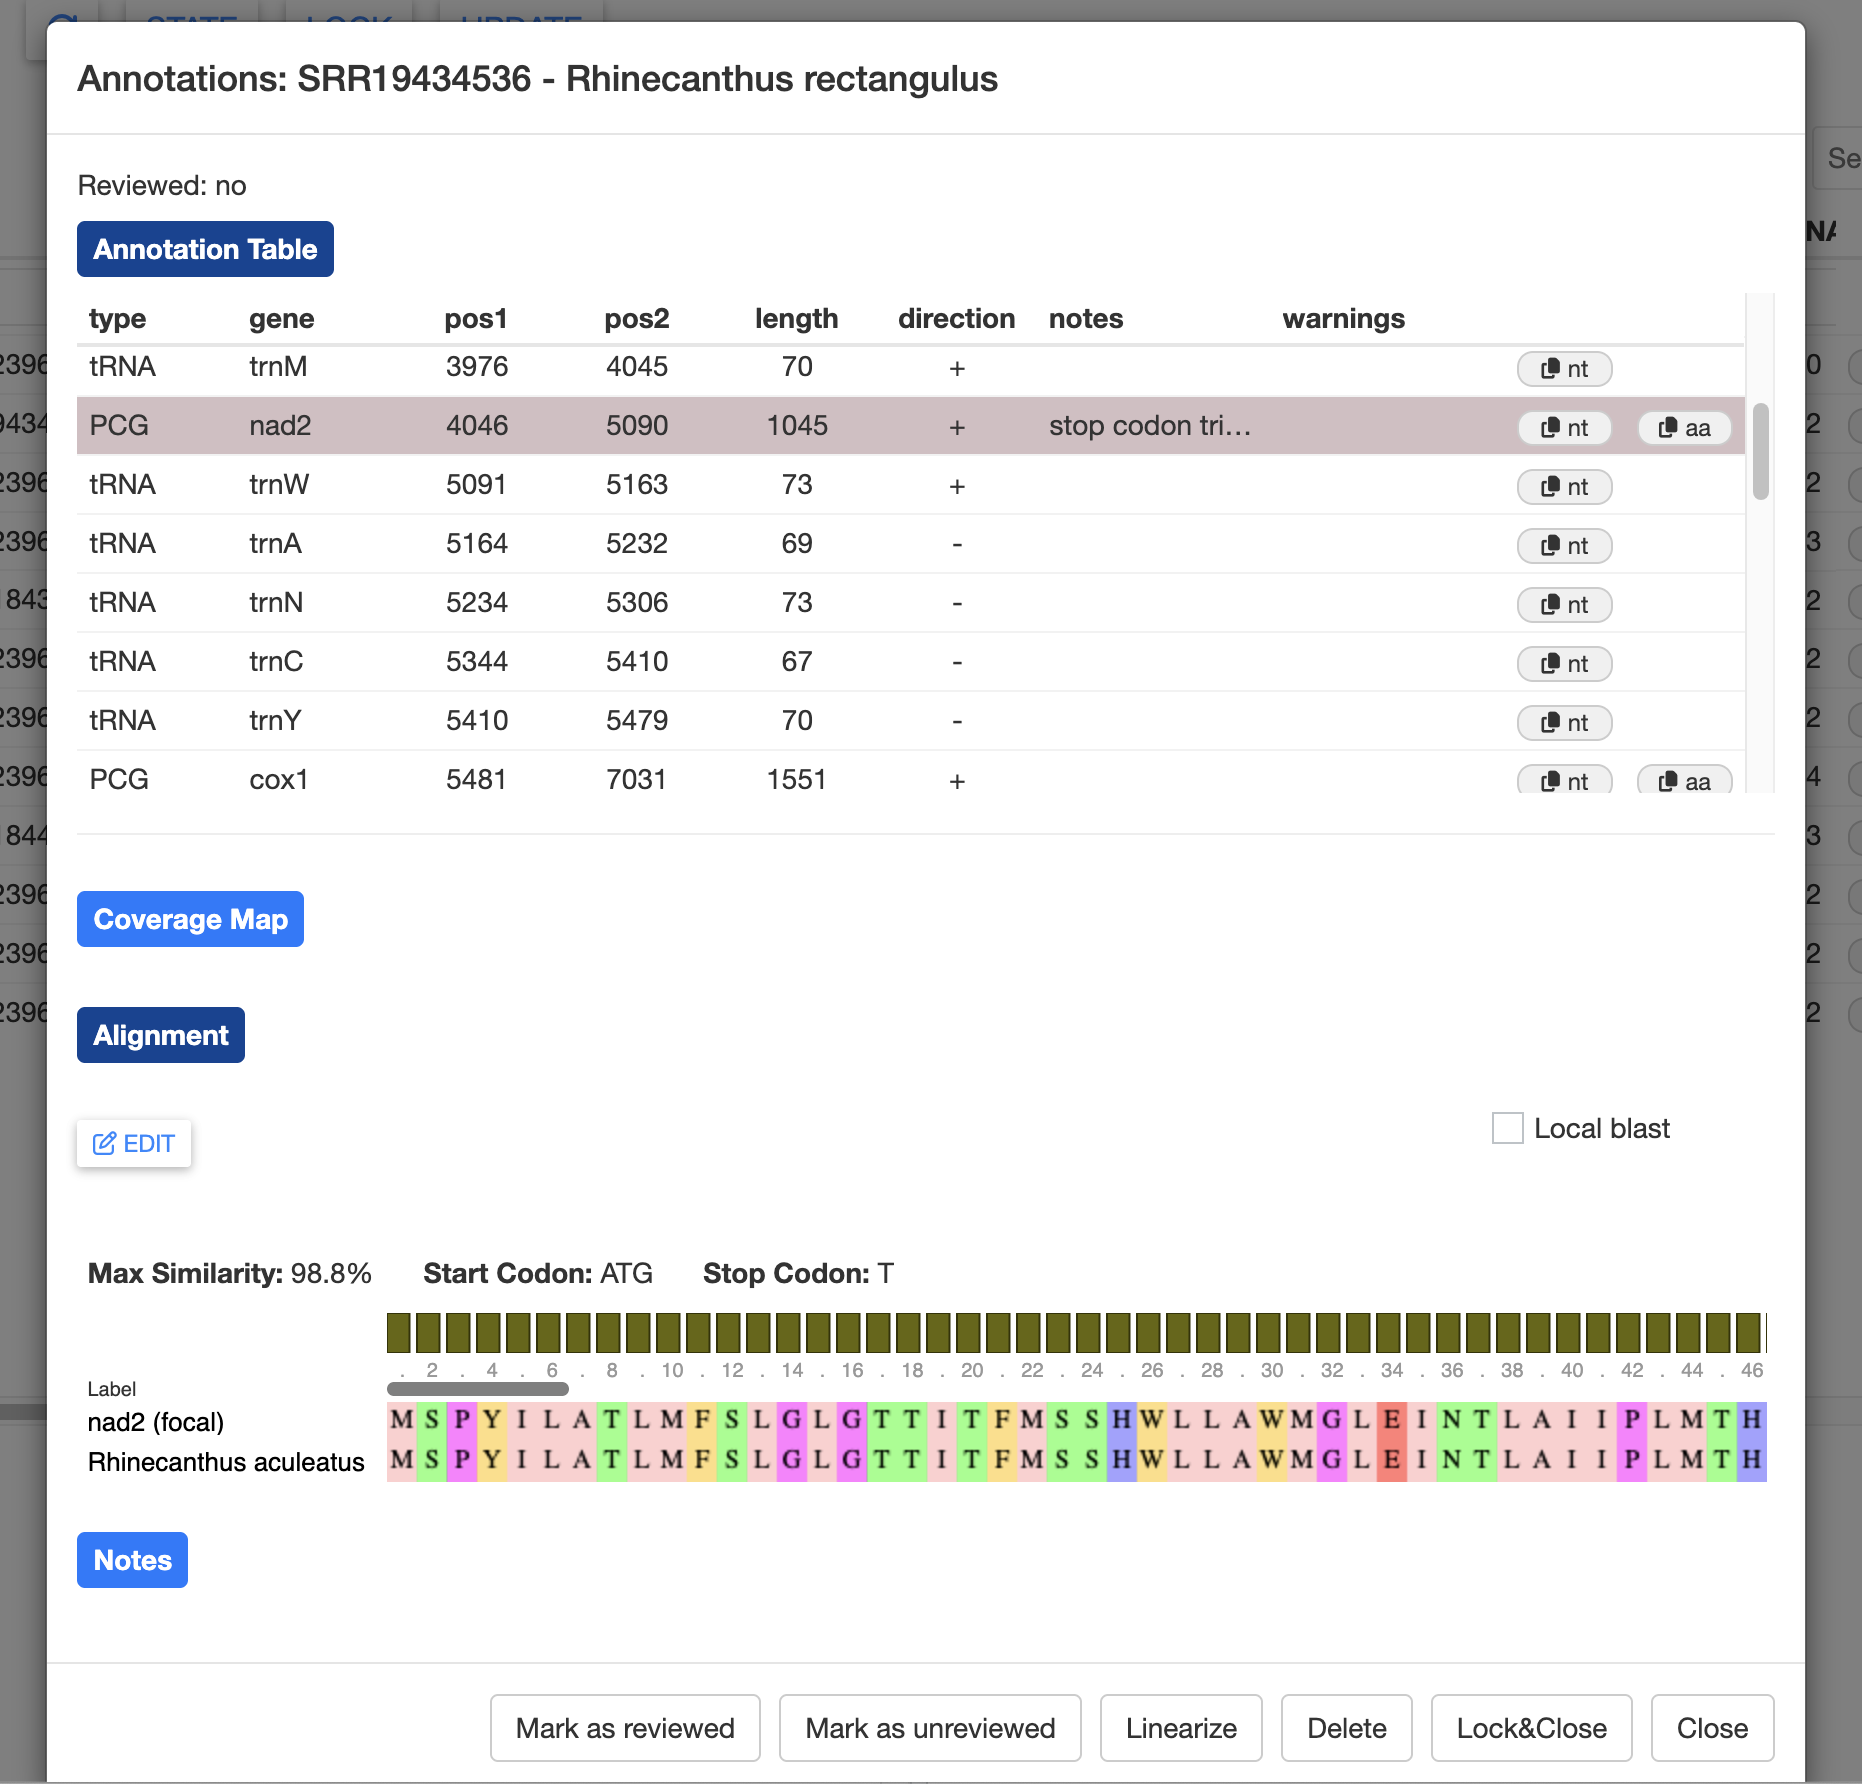 STATE LOCK UPDATE
Annotations: SRR19434536 - Rhinecanthus rectangulus
Reviewed: no
Annotation Table
type gene pos1 pos2 length direction notes warnings
tRNA trnM 3976 4045 70 + nt
PCG nad2 4046 5090 1045 + stop codon tri... nt aa
tRNA trnW 5091 5163 73 + nt
tRNA trnA 5164 5232 69 - nt
tRNA trnN 5234 5306 73 - nt
tRNA trnC 5344 5410 67 - nt
tRNA trnY 5410 5479 70 - nt
PCG cox1 5481 7031 1551 + nt aa
Coverage Map
Alignment
EDIT
Local blast
Max Similarity: 98.8% Start Codon: ATG Stop Codon: T
. 2 . 4 . 6 . 8 . 10 . 12 . 14 . 16 . 18 . 20 . 22 . 24 . 26 . 28 . 30 . 32 . 34 . 36 . 38 . 40 . 42 . 44 . 46
Label
nad2 (focal) M S P Y I L A T L M F S L G L G T T I T F M S S H W L L A W M G L E I N T L A I I P L M T H
Rhinecanthus aculeatus M S P Y I L A T L M F S L G L G T T I T F M S S H W L L A W M G L E I N T L A I I P L M T H
Notes
Mark as reviewed Mark as unreviewed Linearize Delete Lock&Close Close